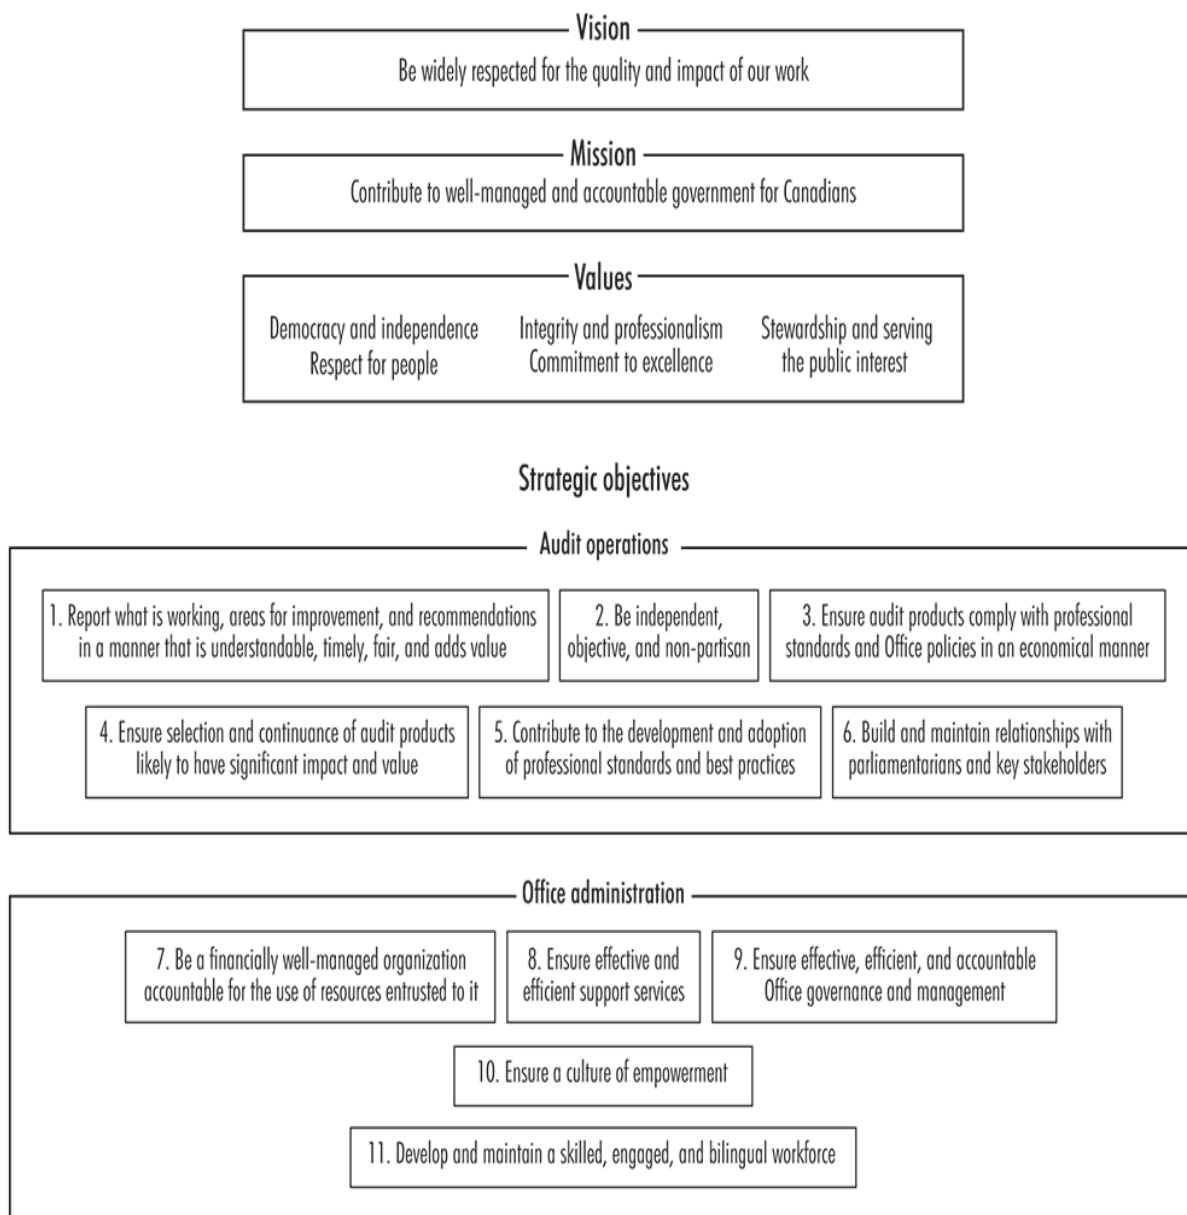 Vision
Be widely respected for the quality and impact of our work
Mission
Contribute to well-managed and accountable government for Canadians
Values
Democracy and independence
Respect for people
Integrity and professionalism
Commitment to excellence
Stewardship and serving
the public interest
Strategic objectives
Audit operations
1. Report what is working, areas for improvement, and recommendations
in a manner that is understandable, timely, fair, and adds value
2. Be independent,
objective, and non-partisan
3. Ensure audit products comply with professional
standards and Office policies in an economical manner
4. Ensure selection and continuance of audit products
likely to have significant impact and value
5. Contribute to the development and adoption
of professional standards and best practices
6. Build and maintain relationships with
parliamentarians and key stakeholders
Office administration
7. Be a financially well-managed organization
accountable for the use of resources entrusted to it
8. Ensure effective and
efficient support services
9. Ensure effective, efficient, and accountable
Office governance and management
10. Ensure a culture of empowerment
11. Develop and maintain a skilled, engaged, and bilingual workforce